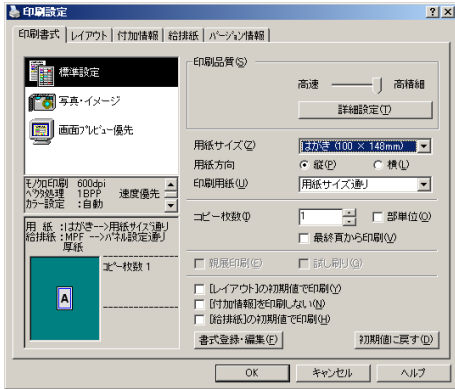 印刷設定
印刷書式 レイアウト 付加情報 給排紙 バージョン情報
標準設定
写真・イメージ
画面プレビュー優先
モノクロ印刷 600dpi
ベクタ処理 1BPP 速度優先
カラー設定 :自動
用 紙 :はがき-->用紙サイズ通り
給排紙 :MPF -->パネル設定通り
厚紙
コピー枚数 1
A
印刷品質(S)
高速 高精細
詳細設定(T)
用紙サイズ(Z) はがき (100 × 148mm)
用紙方向 縦(P) 横(L)
印刷用紙(U) 用紙サイズ通り
コピー枚数(I) 1 部単位(O)
最終頁から印刷(V)
親展印刷(E) 試し刷り(G)
[レイアウト]の初期値で印刷(Y)
[付加情報]を印刷しない(N)
[給排紙]の初期値で印刷(H)
書式登録・編集(F) 初期値に戻す(D)
OK キャンセル ヘルプ